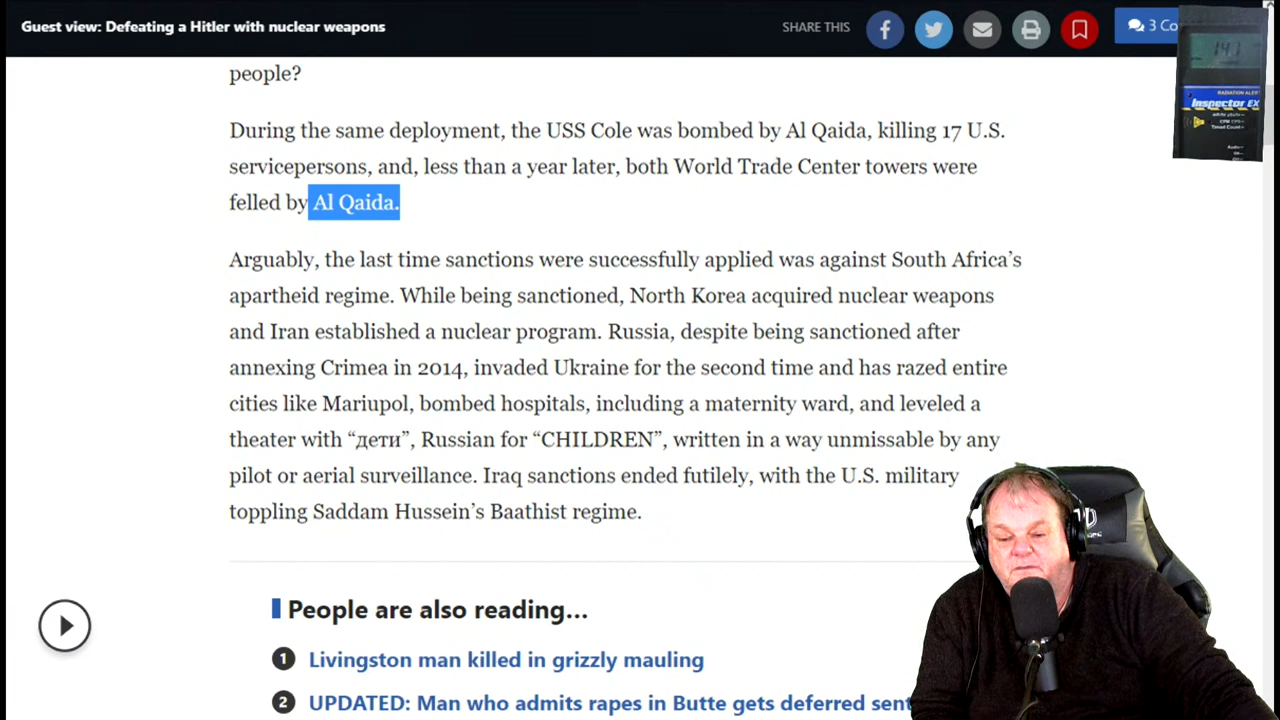 Guest view: Defeating a Hitler with nuclear weapons
SHARE THIS
3 Co
141
RADIATION ALERT
Inspector EX
people?
During the same deployment, the USS Cole was bombed by Al Qaida, killing 17 U.S.
servicepersons, and, less than a year later, both World Trade Center towers were
felled by Al Qaida.
Arguably, the last time sanctions were successfully applied was against South Africa’s
apartheid regime. While being sanctioned, North Korea acquired nuclear weapons
and Iran established a nuclear program. Russia, despite being sanctioned after
annexing Crimea in 2014, invaded Ukraine for the second time and has razed entire
cities like Mariupol, bombed hospitals, including a maternity ward, and leveled a
theater with “дети”, Russian for “CHILDREN”, written in a way unmissable by any
pilot or aerial surveillance. Iraq sanctions ended futilely, with the U.S. military
toppling Saddam Hussein’s Baathist regime.
People are also reading…
1 Livingston man killed in grizzly mauling
2 UPDATED: Man who admits rapes in Butte gets deferred sent